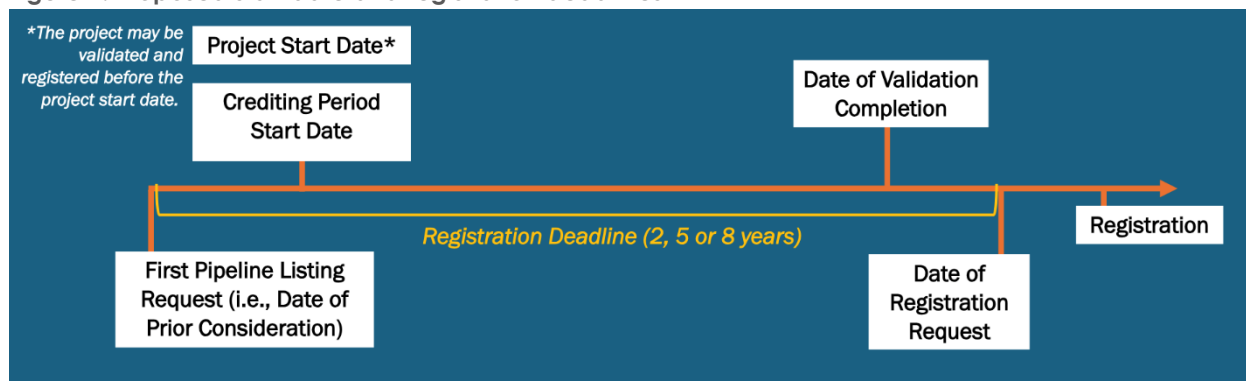 *The project may be
validated and
registered before the
project start date.
Project Start Date*
Crediting Period
Start Date
Date of Validation
Completion
Registration Deadline (2, 5 or 8 years)
Registration
First Pipeline Listing
Request (i.e., Date of
Prior Consideration)
Date of
Registration
Request